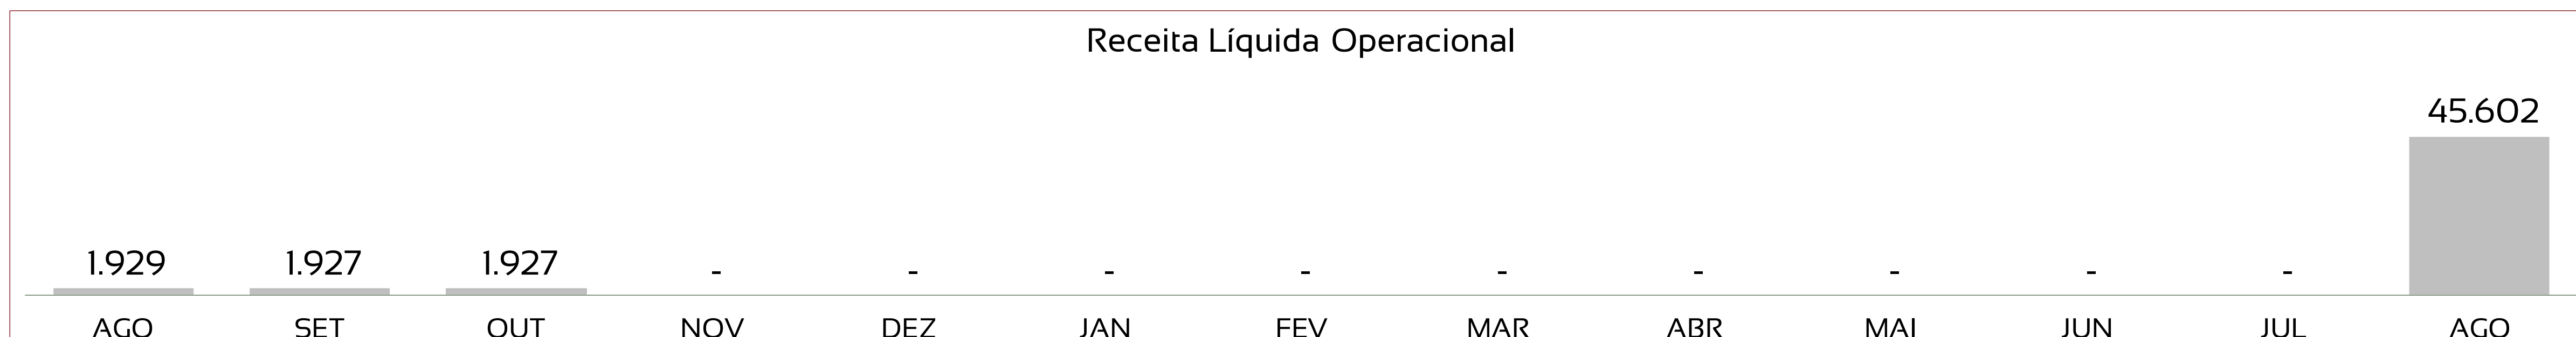 Receita Líquida Operacional
45.602
1.929 1.927 1.927 - - - - - - - - -
AGO SET OUT NOV DEZ JAN FEV MAR ABR MAI JUN JUL AGO